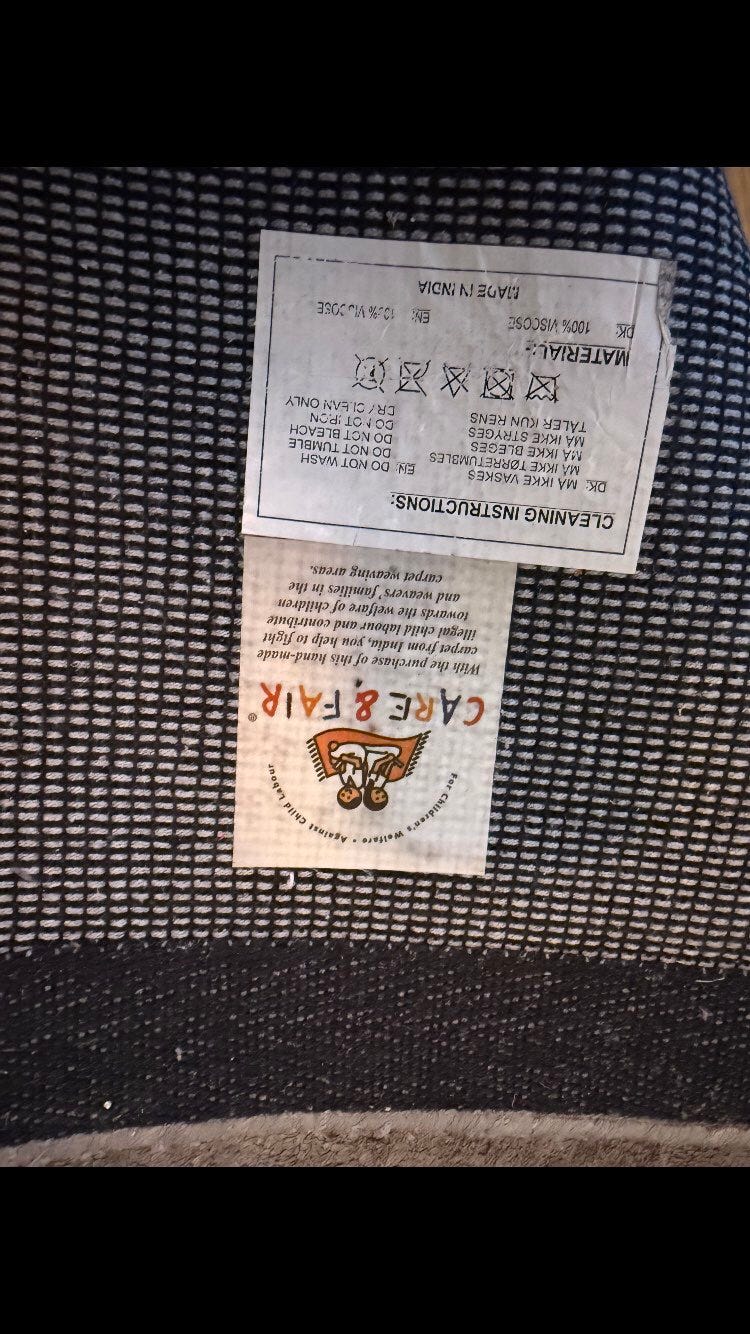 CLEANING INSTRUCTIONS:
DK: MÅ IKKE VASKES EN: DO NOT WASH
MÅ IKKE TØRRETUMBLES DO NOT TUMBLE
MÅ IKKE BLEGES DO NOT BLEACH
MÅ IKKE STRYGES DO NOT IRON
TÅLER KUN RENS DRY CLEAN ONLY
MATERIAL:
DK: 100% VISCOSE EN: 100% VISCOSE
MADE IN INDIA
For Children's Welfare • Against Child Labour
CARE & FAIR®
With the purchase of this hand-made
carpet from India, you help to fight
illegal child labour and contribute
towards the welfare of children
and weavers' families in the
carpet weaving areas.